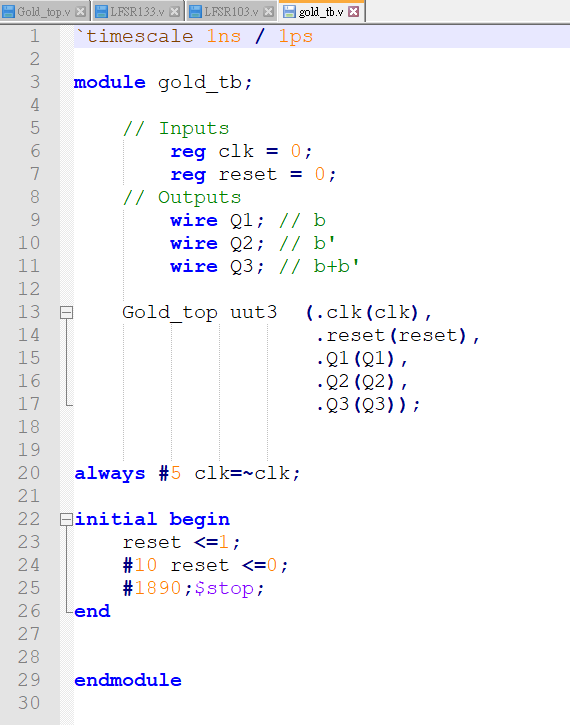 Gold_top.v LFSR133.v LFSR103.v gold_tb.v
1 `timescale 1ns / 1ps
2
3 module gold_tb;
4
5 // Inputs
6 reg clk = 0;
7 reg reset = 0;
8 // Outputs
9 wire Q1; // b
10 wire Q2; // b'
11 wire Q3; // b+b'
12
13 Gold_top uut3 (.clk(clk),
14 .reset(reset),
15 .Q1(Q1),
16 .Q2(Q2),
17 .Q3(Q3));
18
19
20 always #5 clk=~clk;
21
22 initial begin
23 reset <=1;
24 #10 reset <=0;
25 #1890;$stop;
26 end
27
28
29 endmodule
30